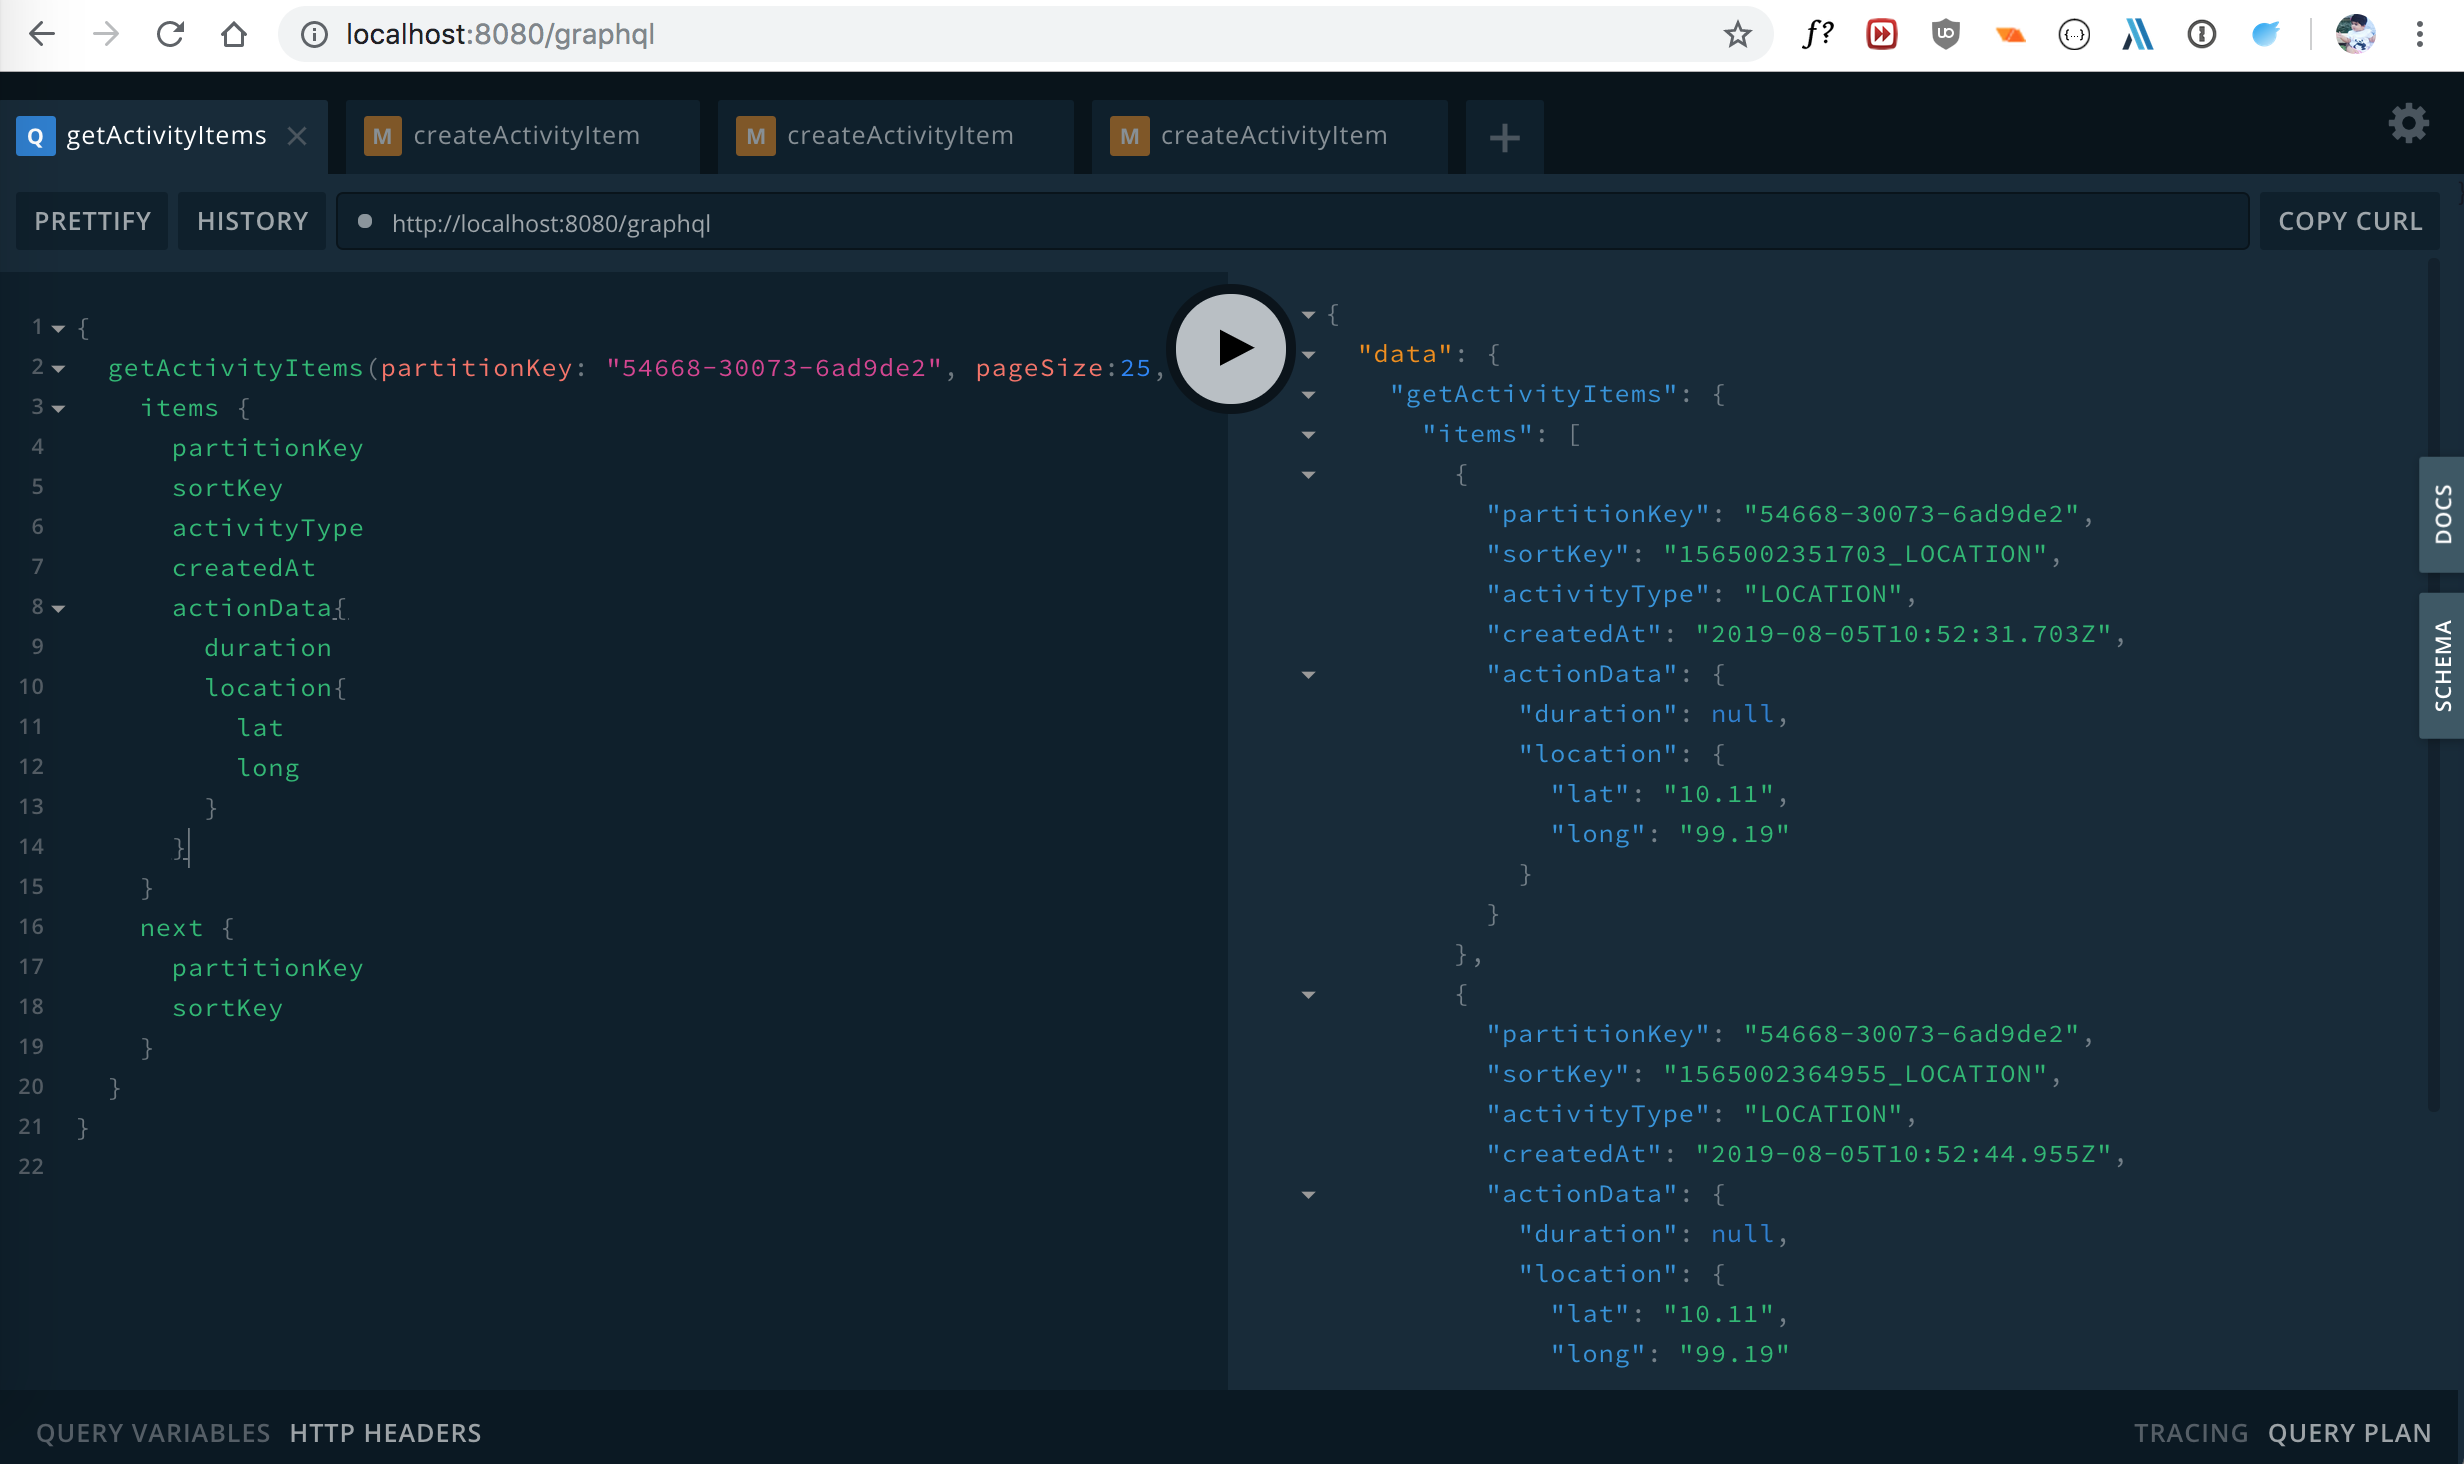 localhost:8080/graphql
f?
Q getActivityItems
M createActivityItem
M createActivityItem
M createActivityItem
PRETTIFY
HISTORY
http://localhost:8080/graphql
COPY CURL
1 {
2 getActivityItems(partitionKey: "54668-30073-6ad9de2", pageSize:25,
3 items {
4 partitionKey
5 sortKey
6 activityType
7 createdAt
8 actionData{
9 duration
10 location{
11 lat
12 long
13 }
14 }
15 }
16 next {
17 partitionKey
18 sortKey
19 }
20 }
21 }
22
{
"data": {
"getActivityItems": {
"items": [
{
"partitionKey": "54668-30073-6ad9de2",
"sortKey": "1565002351703_LOCATION",
"activityType": "LOCATION",
"createdAt": "2019-08-05T10:52:31.703Z",
"actionData": {
"duration": null,
"location": {
"lat": "10.11",
"long": "99.19"
}
}
},
{
"partitionKey": "54668-30073-6ad9de2",
"sortKey": "1565002364955_LOCATION",
"activityType": "LOCATION",
"createdAt": "2019-08-05T10:52:44.955Z",
"actionData": {
"duration": null,
"location": {
"lat": "10.11",
"long": "99.19"
DOCS
SCHEMA
QUERY VARIABLES HTTP HEADERS
TRACING QUERY PLAN